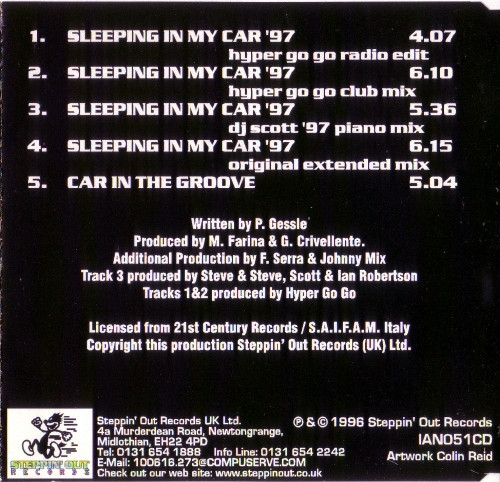 1. SLEEPING IN MY CAR '97 4.07
hyper go go radio edit
2. SLEEPING IN MY CAR '97 6.10
hyper go go club mix
3. SLEEPING IN MY CAR '97 5.36
dj scott '97 piano mix
4. SLEEPING IN MY CAR '97 6.15
original extended mix
5. CAR IN THE GROOVE 5.04
Written by P. Gessle
Produced by M. Farina & G. Crivellente.
Additional Production by F. Serra & Johnny Mix
Track 3 produced by Steve & Steve, Scott & Ian Robertson
Tracks 1&2 produced by Hyper Go Go
Licensed from 21st Century Records / S.A.I.F.A.M. Italy
Copyright this production Steppin' Out Records (UK) Ltd.
STEPPIN' OUT
RECORDS
Steppin' Out Records UK Ltd.
4a Murderdean Road, Newtongrange,
Midlothian, EH22 4PD
Tel: 0131 654 1888 Info Line: 0131 654 2242
E-Mail: 100616.273@COMPUSERVE.COM
Check out our web site: www.steppinout.co.uk
℗ & © 1996 Steppin' Out Records
IAN051CD
Artwork Colin Reid